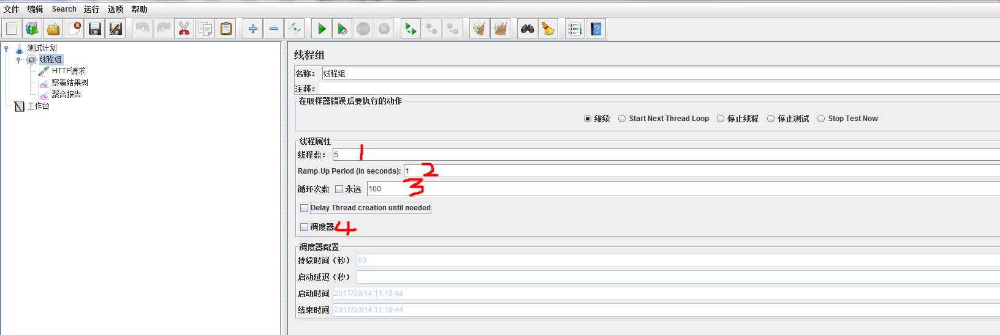 文件 编辑 Search 运行 选项 帮助
测试计划
线程组
HTTP请求
察看结果树
聚合报告
工作台
线程组
名称： 线程组
注释：
在取样器错误后要执行的动作
继续 Start Next Thread Loop 停止线程 停止测试 Stop Test Now
线程属性
线程数： 5 1
Ramp-Up Period (in seconds): 1 2
循环次数 永远 100 3
Delay Thread creation until needed
调度器 4
调度器配置
持续时间（秒） 60
启动延迟（秒）
启动时间 2017/03/14 11:18:44
结束时间 2017/03/14 11:18:44